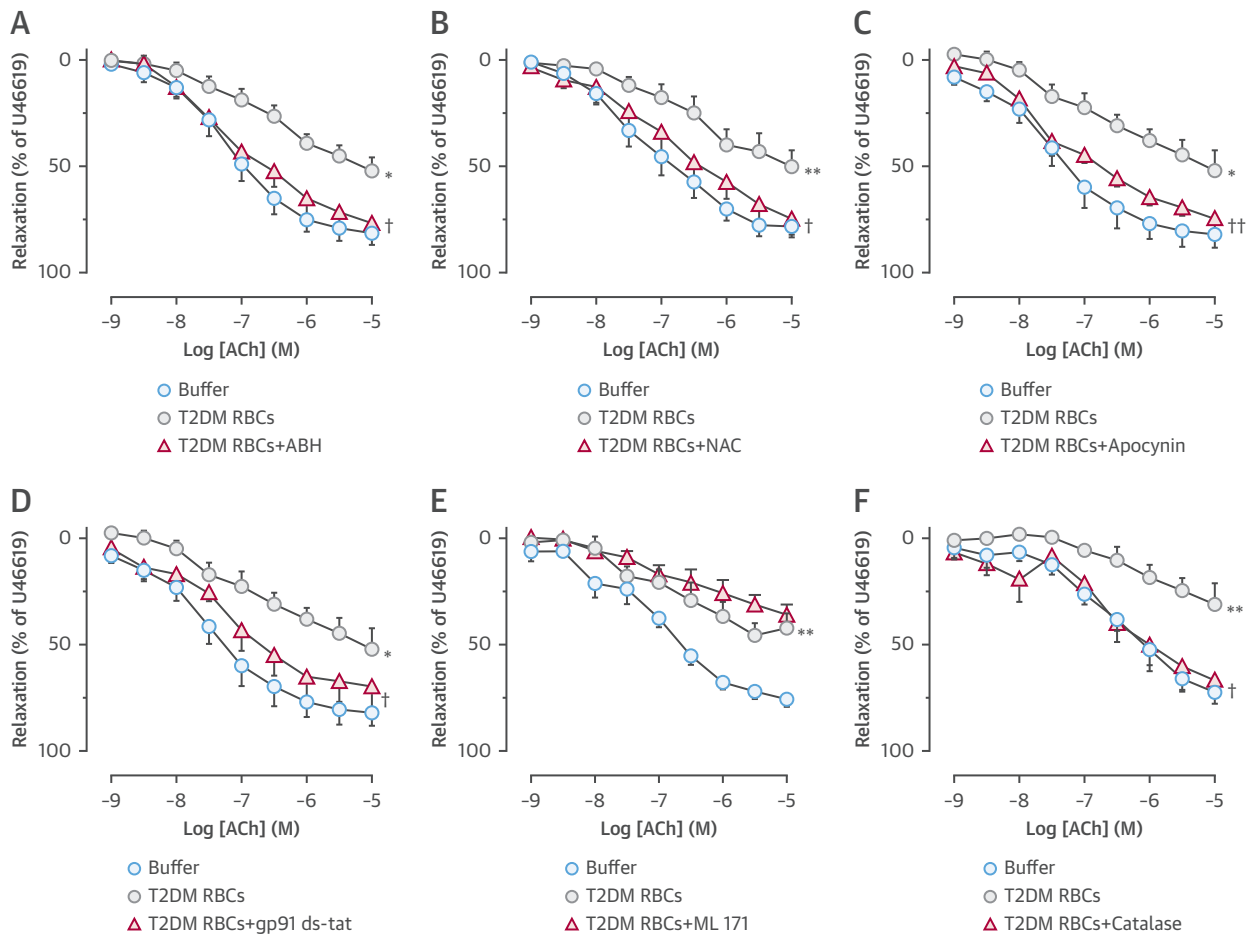 A
Relaxation (% of U46619)
0
50
100
–9 –8 –7 –6 –5
Log [ACh] (M)
*
†
Buffer
T2DM RBCs
T2DM RBCs+ABH
B
Relaxation (% of U46619)
0
50
100
–9 –8 –7 –6 –5
Log [ACh] (M)
**
†
Buffer
T2DM RBCs
T2DM RBCs+NAC
C
Relaxation (% of U46619)
0
50
100
–9 –8 –7 –6 –5
Log [ACh] (M)
*
††
Buffer
T2DM RBCs
T2DM RBCs+Apocynin
D
Relaxation (% of U46619)
0
50
100
–9 –8 –7 –6 –5
Log [ACh] (M)
*
†
Buffer
T2DM RBCs
T2DM RBCs+gp91 ds-tat
E
Relaxation (% of U46619)
0
50
100
–9 –8 –7 –6 –5
Log [ACh] (M)
**
Buffer
T2DM RBCs
T2DM RBCs+ML 171
F
Relaxation (% of U46619)
0
50
100
–9 –8 –7 –6 –5
Log [ACh] (M)
**
†
Buffer
T2DM RBCs
T2DM RBCs+Catalase